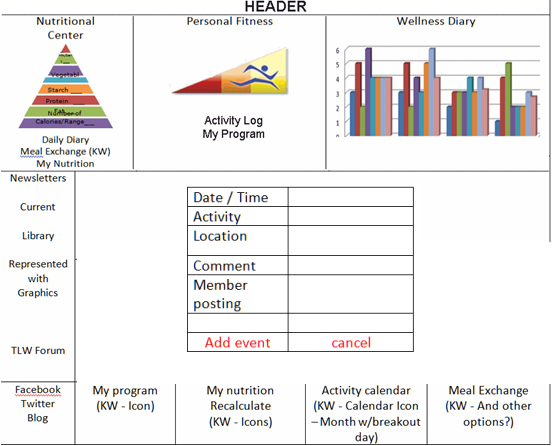 HEADER
Nutritional
Center
Vegetabl
Starch
Protein
Number of
Calories/Range
Daily Diary
Meal Exchange (KW)
My Nutrition
Personal Fitness
Activity Log
My Program
Wellness Diary
6
5
4
3
2
1
0
Newsletters
Current
Library
Represented
with
Graphics
TLW Forum
Date / Time
Activity
Location
Comment
Member
posting
Add event cancel
Facebook
Twitter
Blog
My program
(KW - Icon)
My nutrition
Recalculate
(KW - Icons)
Activity calendar
(KW - Calendar Icon
– Month w/breakout
day)
Meal Exchange
(KW - And other
options?)